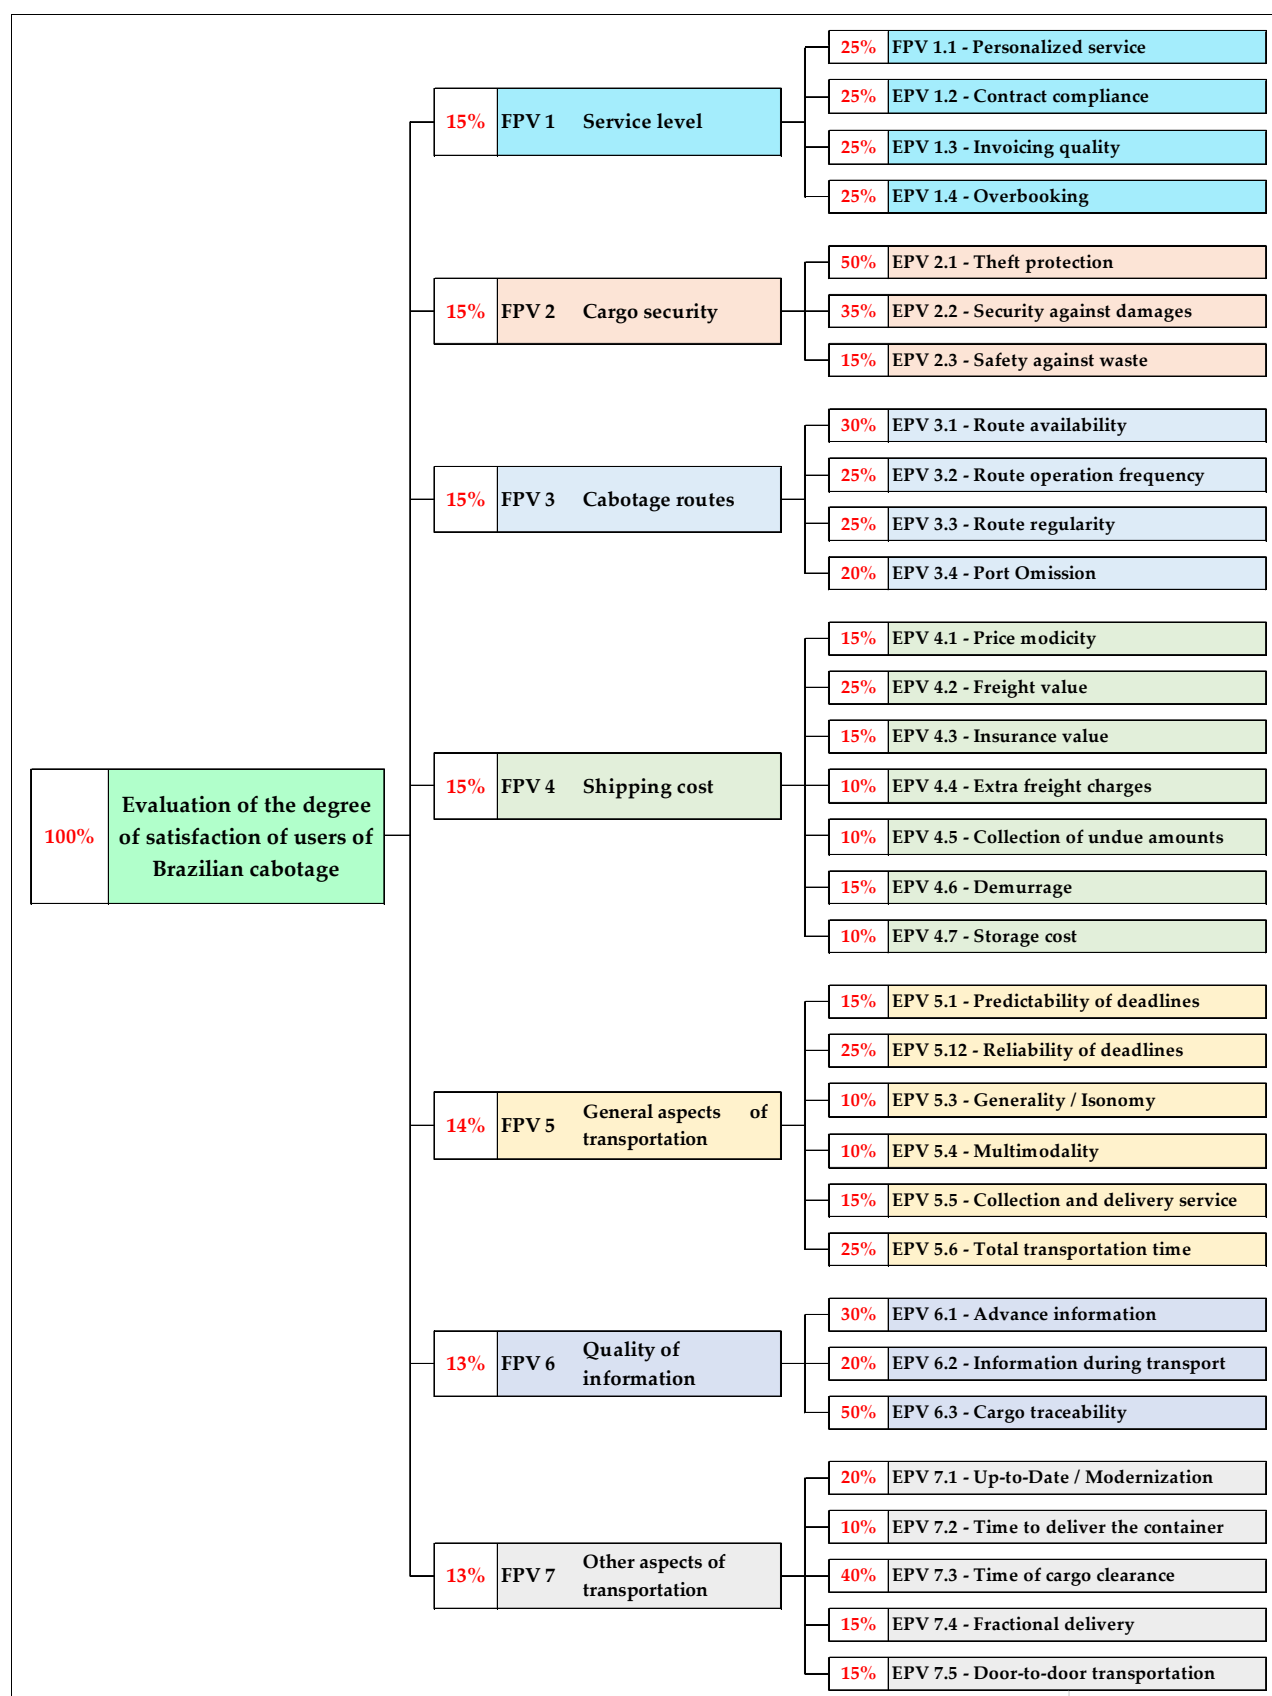 100%
Evaluation of the degree
of satisfaction of users of
Brazilian cabotage
15% FPV 1 Service level
25% FPV 1.1 - Personalized service
25% EPV 1.2 - Contract compliance
25% EPV 1.3 - Invoicing quality
25% EPV 1.4 - Overbooking
15% FPV 2 Cargo security
50% EPV 2.1 - Theft protection
35% EPV 2.2 - Security against damages
15% EPV 2.3 - Safety against waste
15% FPV 3 Cabotage routes
30% EPV 3.1 - Route availability
25% EPV 3.2 - Route operation frequency
25% EPV 3.3 - Route regularity
20% EPV 3.4 - Port Omission
15% FPV 4 Shipping cost
15% EPV 4.1 - Price modicity
25% EPV 4.2 - Freight value
15% EPV 4.3 - Insurance value
10% EPV 4.4 - Extra freight charges
10% EPV 4.5 - Collection of undue amounts
15% EPV 4.6 - Demurrage
10% EPV 4.7 - Storage cost
14% FPV 5 General aspects of
transportation
15% EPV 5.1 - Predictability of deadlines
25% EPV 5.12 - Reliability of deadlines
10% EPV 5.3 - Generality / Isonomy
10% EPV 5.4 - Multimodality
15% EPV 5.5 - Collection and delivery service
25% EPV 5.6 - Total transportation time
13% FPV 6 Quality of
information
30% EPV 6.1 - Advance information
20% EPV 6.2 - Information during transport
50% EPV 6.3 - Cargo traceability
13% FPV 7 Other aspects of
transportation
20% EPV 7.1 - Up-to-Date / Modernization
10% EPV 7.2 - Time to deliver the container
40% EPV 7.3 - Time of cargo clearance
15% EPV 7.4 - Fractional delivery
15% EPV 7.5 - Door-to-door transportation